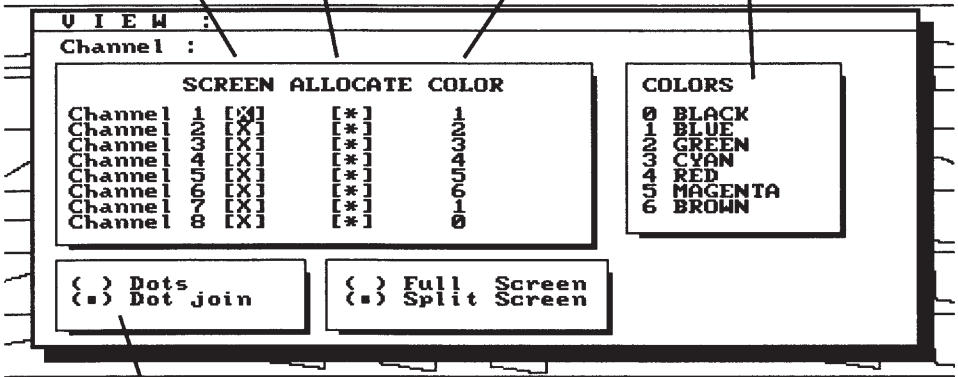 V I E W :
Channel :
SCREEN ALLOCATE COLOR
Channel 1 [X] [*] 1
Channel 2 [X] [*] 2
Channel 3 [X] [*] 3
Channel 4 [X] [*] 4
Channel 5 [X] [*] 5
Channel 6 [X] [*] 6
Channel 7 [X] [*] 1
Channel 8 [X] [*] 0
COLORS
0 BLACK
1 BLUE
2 GREEN
3 CYAN
4 RED
5 MAGENTA
6 BROWN
( ) Dots
(▪) Dot join
( ) Full Screen
(▪) Split Screen